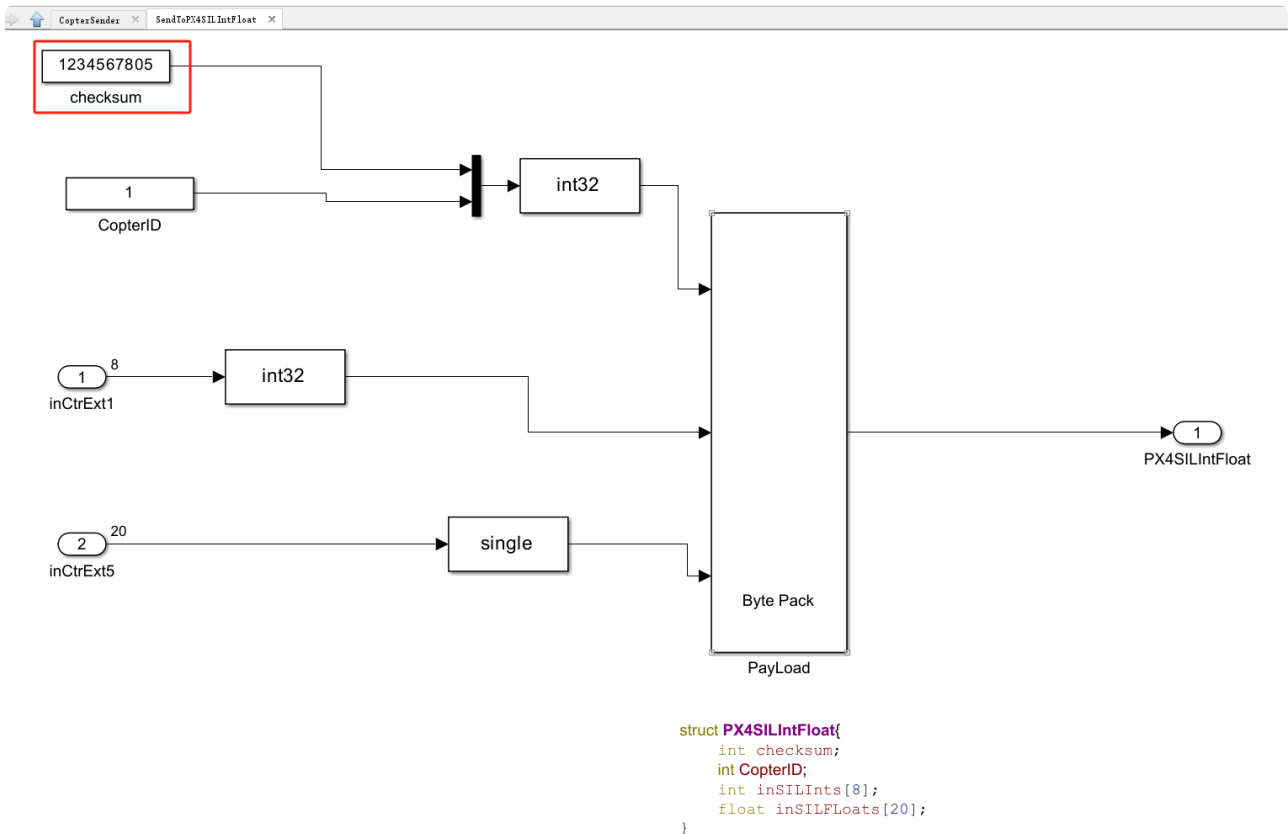 CopterSender × SendToPX4SILIntFloat ×
1234567805
checksum
1
CopterID
int32
8
1
inCtrExt1
int32
20
2
inCtrExt5
single
Byte Pack
PayLoad
1
PX4SILIntFloat
struct PX4SILIntFloat{
int checksum;
int CopterID;
int inSILInts[8];
float inSILFLoats[20];
}